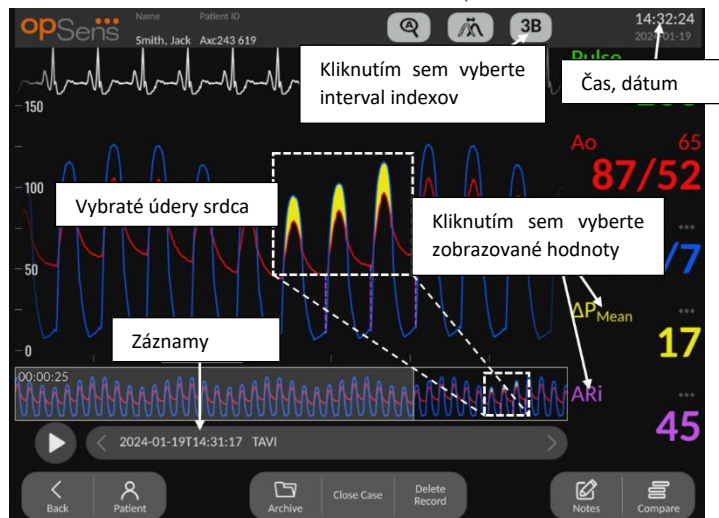 opSens
Name
Patient ID
Smith, Jack
Axc243 619
3B
14:32:24
2024-01-19
Pulse
Kliknutím sem vyberte
interval indexov
Čas, dátum
150
100
50
0
Ao
65
87/52
Vybraté údery srdca
Kliknutím sem vyberte
zobrazované hodnoty
/7
ΔPMean
17
Záznamy
00:00:25
ARi
45
2024-01-19T14:31:17 TAVI
Back
Patient
Archive
Close Case
Delete
Record
Notes
Compare